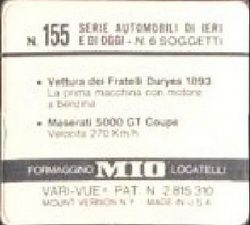 N. 155 SERIE AUTOMOBILI DI IERI
E DI OGGI - N. 6 SOGGETTI
• Vettura dei Fratelli Duryea 1893
La prima macchina con motore
a benzina
• Maserati 5000 GT Coupe
Velocita 270 Km/h.
FORMAGGINO MIO LOCATELLI
VARI-VUE® PAT. N. 2.815.310
MOUNT VERNON N.Y. MADE IN U.S.A.